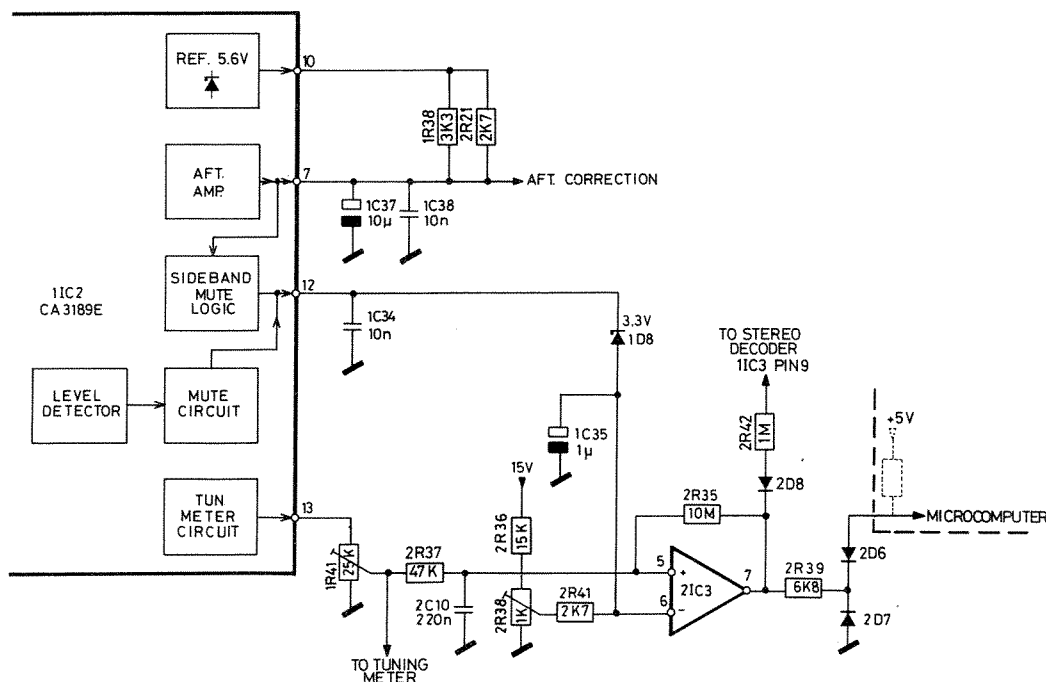 REF. 5.6V
10
1R38
3K3
2R21
2K7
AFT.
AMP.
7
AFT. CORRECTION
1C37
10µ
1C38
10n
1IC2
CA3189E
SIDEBAND
MUTE
LOGIC
12
1C34
10n
3,3V
1D8
TO STEREO
DECODER
1IC3 PIN9
LEVEL
DETECTOR
MUTE
CIRCUIT
2R42
1M
+5V
1C35
1µ
15V
2D8
TUN
METER
CIRCUIT
13
2R36
15K
2R35
10M
MICROCOMPUTER
1R41
25K
2R37
47K
5
+
2IC3
7
2R39
6K8
2D6
2C10
220n
2R38
1K
2R41
2K7
6
−
2D7
TO TUNING
METER